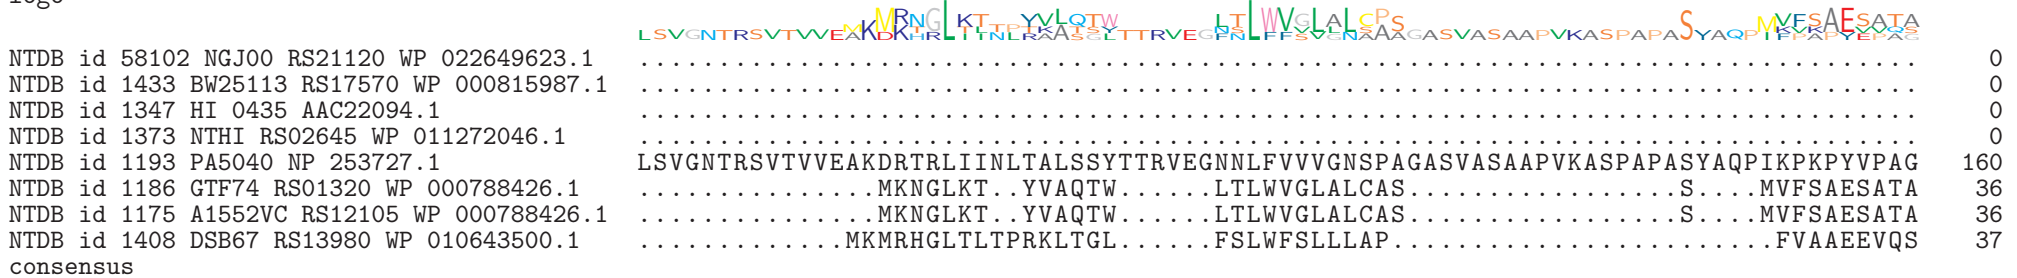 logo
NTDB id 58102 NGJ00 RS21120 WP 022649623.1 ................................................................................ 0
NTDB id 1433 BW25113 RS17570 WP 000815987.1 ................................................................................ 0
NTDB id 1347 HI 0435 AAC22094.1 ................................................................................ 0
NTDB id 1373 NTHI RS02645 WP 011272046.1 ................................................................................ 0
NTDB id 1193 PA5040 NP 253727.1 LSVGNTRSVTVVEAKDRTRLIINLTALSSYTTRVEGNNLFVVVGNSPAGASVASAAPVKASPAPASYAQPIKPKPYVPAG 160
NTDB id 1186 GTF74 RS01320 WP 000788426.1 ...............MKNGLKT..YVAQTW......LTLWVGLALCAS.................S....MVFSAESATA 36
NTDB id 1175 A1552VC RS12105 WP 000788426.1 ...............MKNGLKT..YVAQTW......LTLWVGLALCAS.................S....MVFSAESATA 36
NTDB id 1408 DSB67 RS13980 WP 010643500.1 .............MKMRHGLTLTPRKLTGL......FSLWFSLLLAP........................FVAAEEVQS 37
consensus